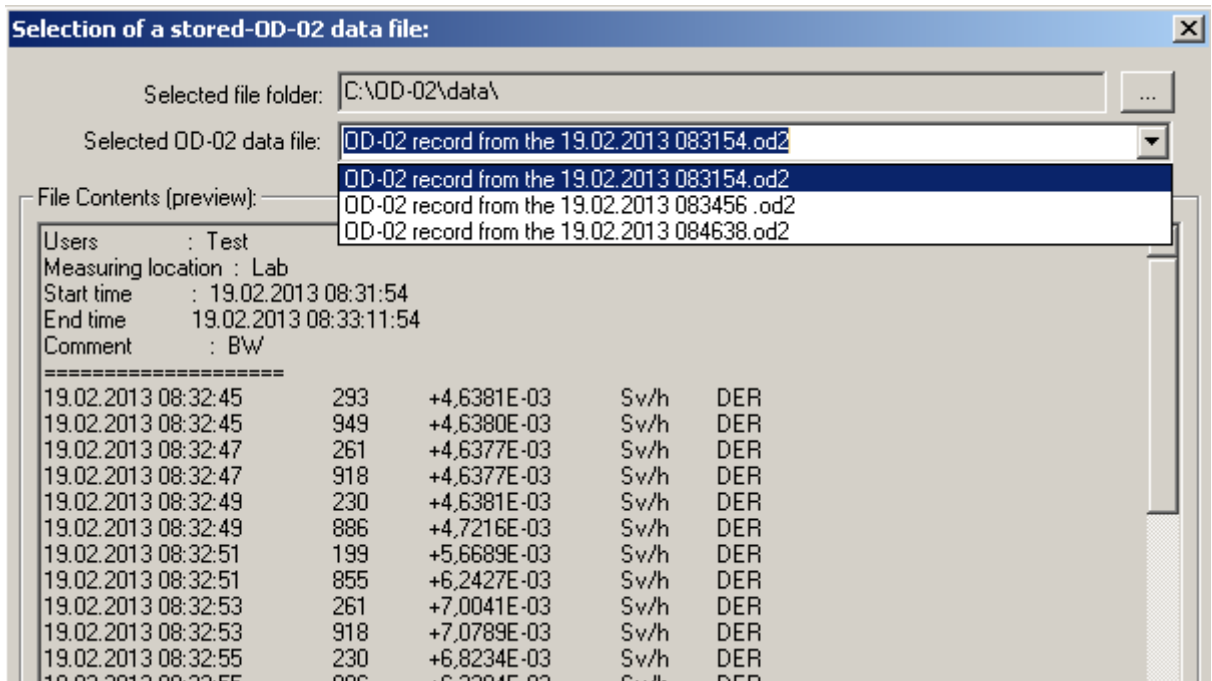 Selection of a stored-OD-02 data file:
Selected file folder: C:\OD-02\data\ ...
Selected OD-02 data file: OD-02 record from the 19.02.2013 083154.od2
OD-02 record from the 19.02.2013 083154.od2
OD-02 record from the 19.02.2013 083456 .od2
OD-02 record from the 19.02.2013 084638.od2
File Contents (preview):
Users : Test
Measuring location : Lab
Start time : 19.02.2013 08:31:54
End time 19.02.2013 08:33:11:54
Comment : BW
====================
19.02.2013 08:32:45 293 +4,6381E-03 Sv/h DER
19.02.2013 08:32:45 949 +4,6380E-03 Sv/h DER
19.02.2013 08:32:47 261 +4,6377E-03 Sv/h DER
19.02.2013 08:32:47 918 +4,6377E-03 Sv/h DER
19.02.2013 08:32:49 230 +4,6381E-03 Sv/h DER
19.02.2013 08:32:49 886 +4,7216E-03 Sv/h DER
19.02.2013 08:32:51 199 +5,6689E-03 Sv/h DER
19.02.2013 08:32:51 855 +6,2427E-03 Sv/h DER
19.02.2013 08:32:53 261 +7,0041E-03 Sv/h DER
19.02.2013 08:32:53 918 +7,0789E-03 Sv/h DER
19.02.2013 08:32:55 230 +6,8234E-03 Sv/h DER